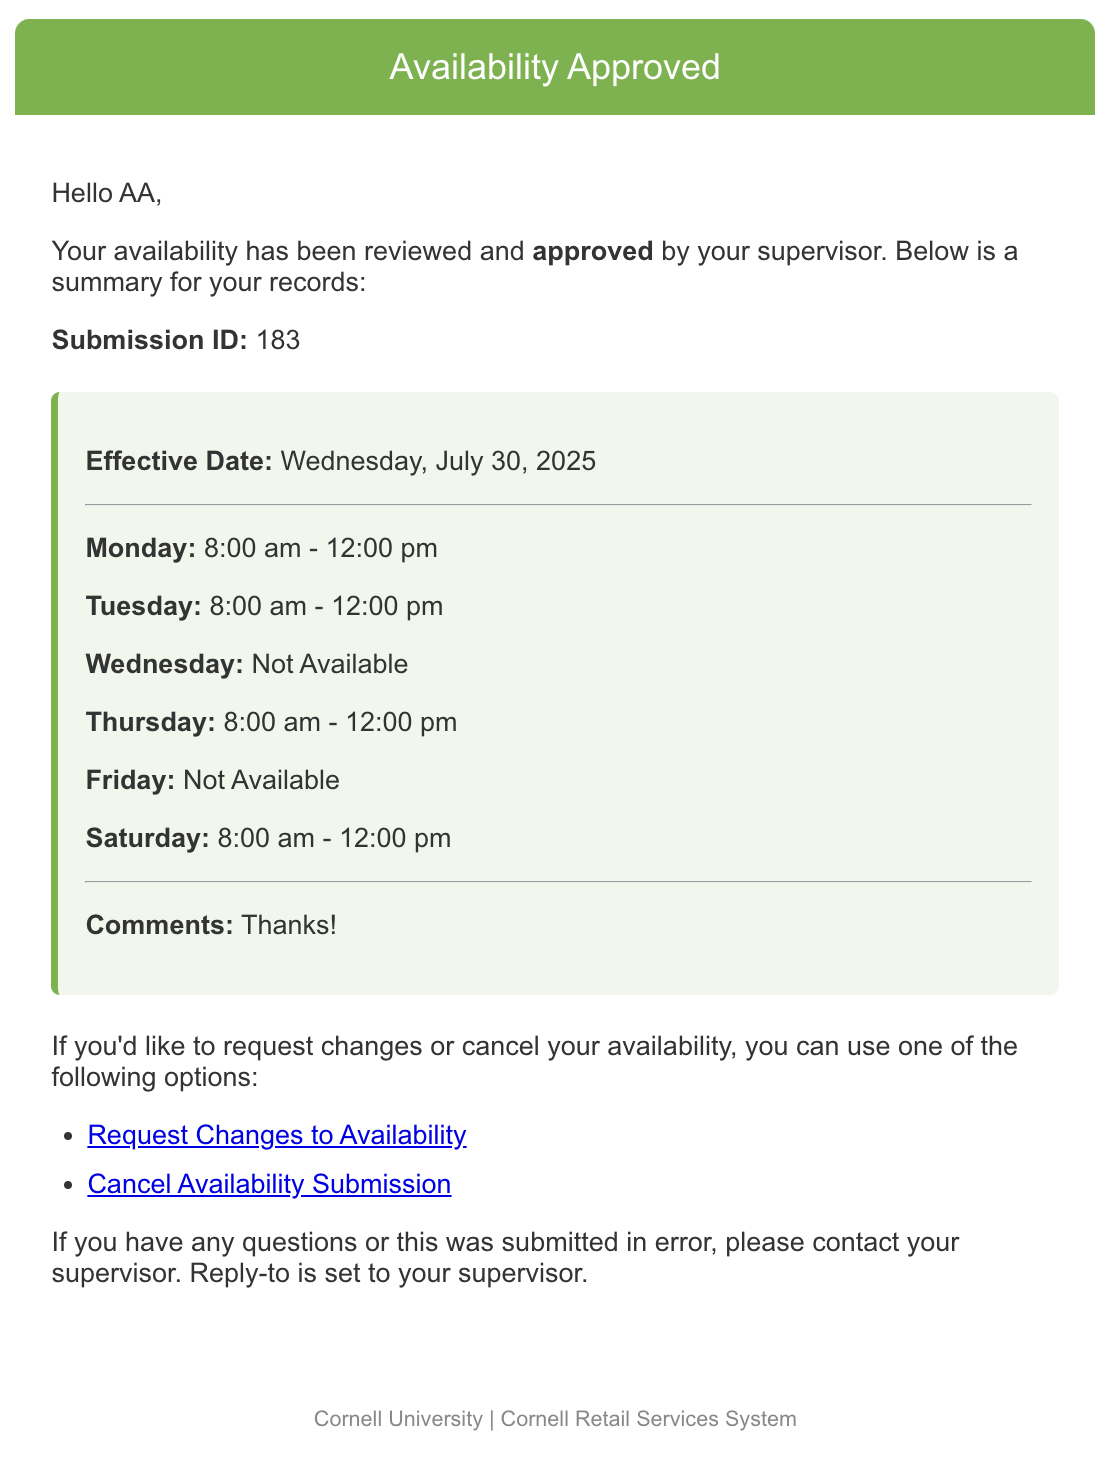 Availability Approved
Hello AA,
Your availability has been reviewed and approved by your supervisor. Below is a
summary for your records:
Submission ID: 183
Effective Date: Wednesday, July 30, 2025
Monday: 8:00 am - 12:00 pm
Tuesday: 8:00 am - 12:00 pm
Wednesday: Not Available
Thursday: 8:00 am - 12:00 pm
Friday: Not Available
Saturday: 8:00 am - 12:00 pm
Comments: Thanks!
If you'd like to request changes or cancel your availability, you can use one of the
following options:
• Request Changes to Availability
• Cancel Availability Submission
If you have any questions or this was submitted in error, please contact your
supervisor. Reply-to is set to your supervisor.
Cornell University | Cornell Retail Services System